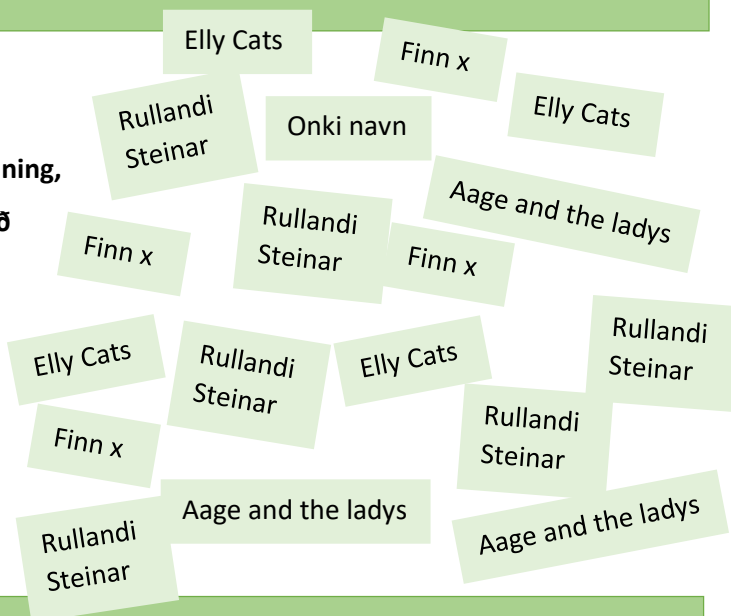 Elly Cats
Finn x
Rullandi
Steinar
Onki navn
Elly Cats
ning,
ð
Aage and the ladys
Finn x
Rullandi
Steinar
Finn x
Elly Cats
Rullandi
Steinar
Elly Cats
Rullandi
Steinar
Finn x
Rullandi
Steinar
Aage and the ladys
Aage and the ladys
Rullandi
Steinar